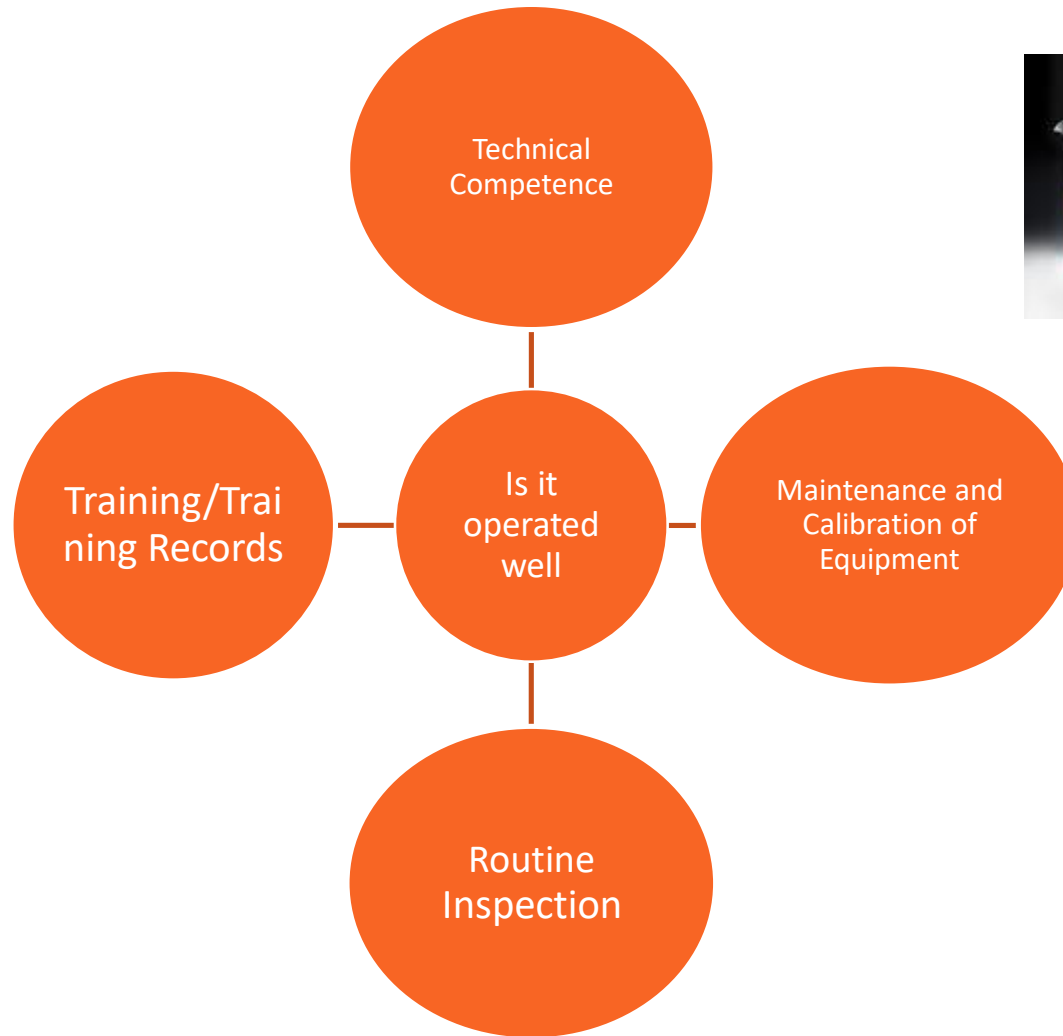 Technical
Competence
Training/Trai
ning Records
Is it
operated
well
Maintenance and
Calibration of
Equipment
Routine
Inspection